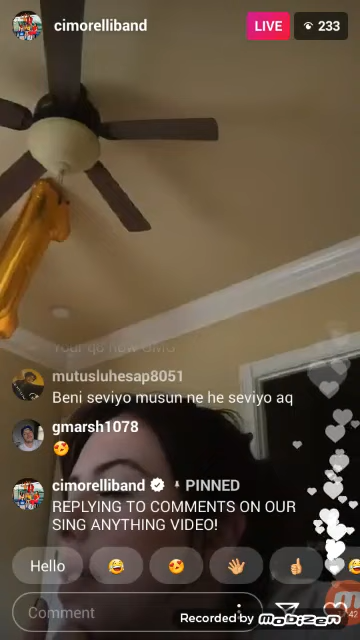 cimorelliband
LIVE
233
mutusluhesap8051
Beni seviyo musun ne he seviyo aq
gmarsh1078
😍
cimorelliband PINNED
REPLYING TO COMMENTS ON OUR
SING ANYTHING VIDEO!
Hello
Comment
Recorded by mobizen